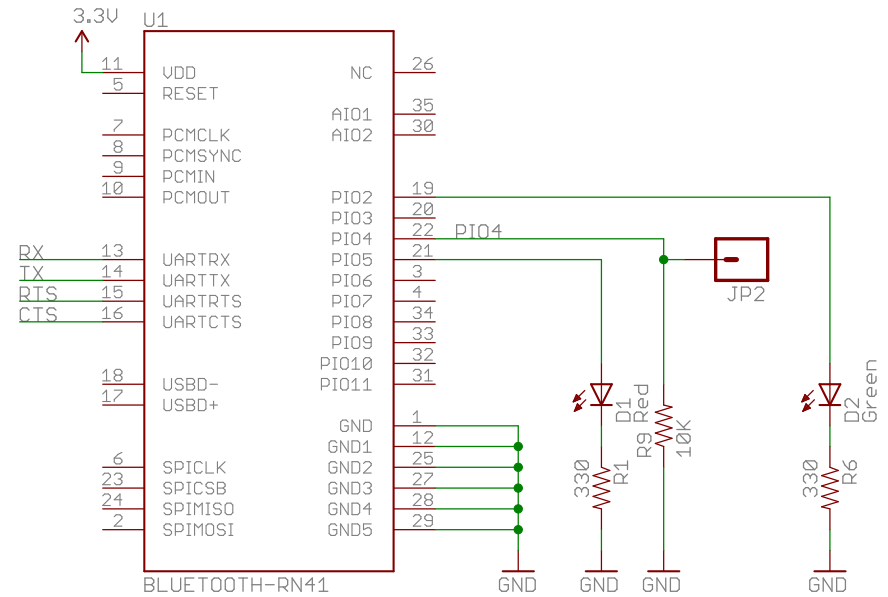 3.3V
U1
11 VDD NC 26
5 RESET
AIO1 35
7 PCMCLK AIO2 30
8 PCMSYNC
9 PCMIN
10 PCMOUT PIO2 19
PIO3 20
PIO4 22 PIO4
RX 13 UARTRX PIO5 21
TX 14 UARTTX PIO6 3
RTS 15 UARTRTS PIO7 4
CTS 16 UARTCTS PIO8 34
PIO9 33
PIO10 32
18 USBD- PIO11 31
17 USBD+
GND 1
GND1 12
6 SPICLK GND2 25
23 SPICSB GND3 27
24 SPIMISO GND4 28
2 SPIMOSI GND5 29
BLUETOOTH-RN41
JP2
D1
Red
R9
10K
D2
Green
330
R1
330
R6
GND
GND
GND
GND